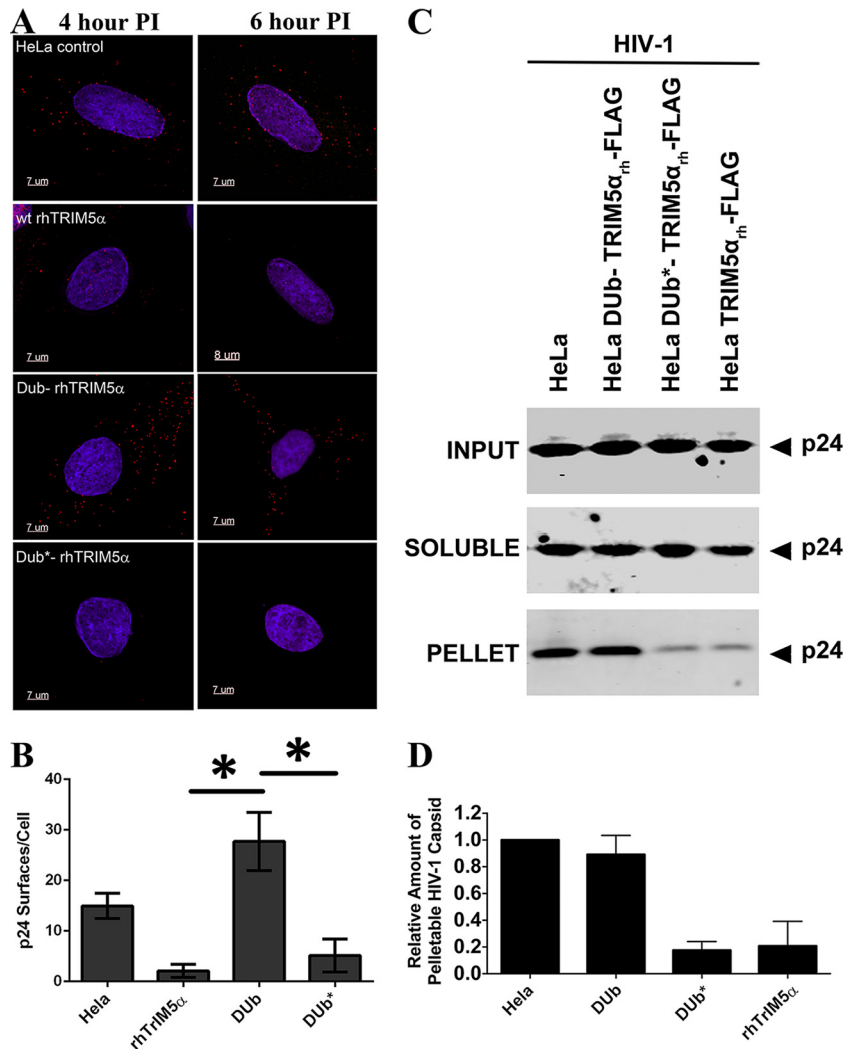 A
4 hour PI
6 hour PI
HeLa control
7 um
7 um
wt rhTRIM5α
7 um
8 um
Dub- rhTRIM5α
7 um
7 um
Dub*- rhTRIM5α
7 um
7 um
B
* *
p24 Surfaces/Cell
40
30
20
10
0
Hela
rhTrIM5α
DUb
DUb*
C
HIV-1
HeLa
HeLa DUb- TRIM5αrh-FLAG
HeLa DUb*- TRIM5αrh-FLAG
HeLa TRIM5αrh-FLAG
INPUT
p24
SOLUBLE
p24
PELLET
p24
D
Relative Amount of
Pelletable HIV-1 Capsid
1.2
1.0
0.8
0.6
0.4
0.2
0.0
Hela
DUb
DUb*
rhTrIM5α